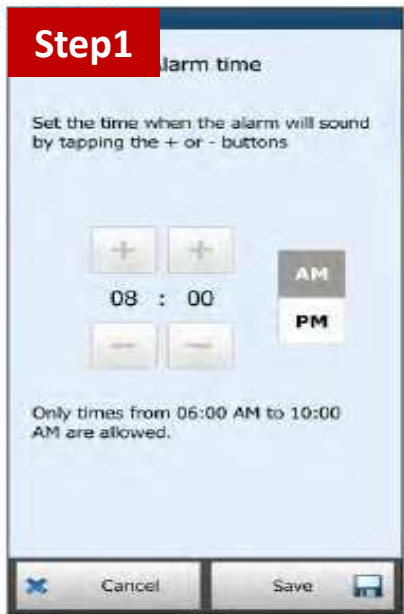 Step1
larm time
Set the time when the alarm will sound
by tapping the + or - buttons
+ +
08 : 00
AM
- -
PM
Only times from 06:00 AM to 10:00
AM are allowed.
Cancel Save